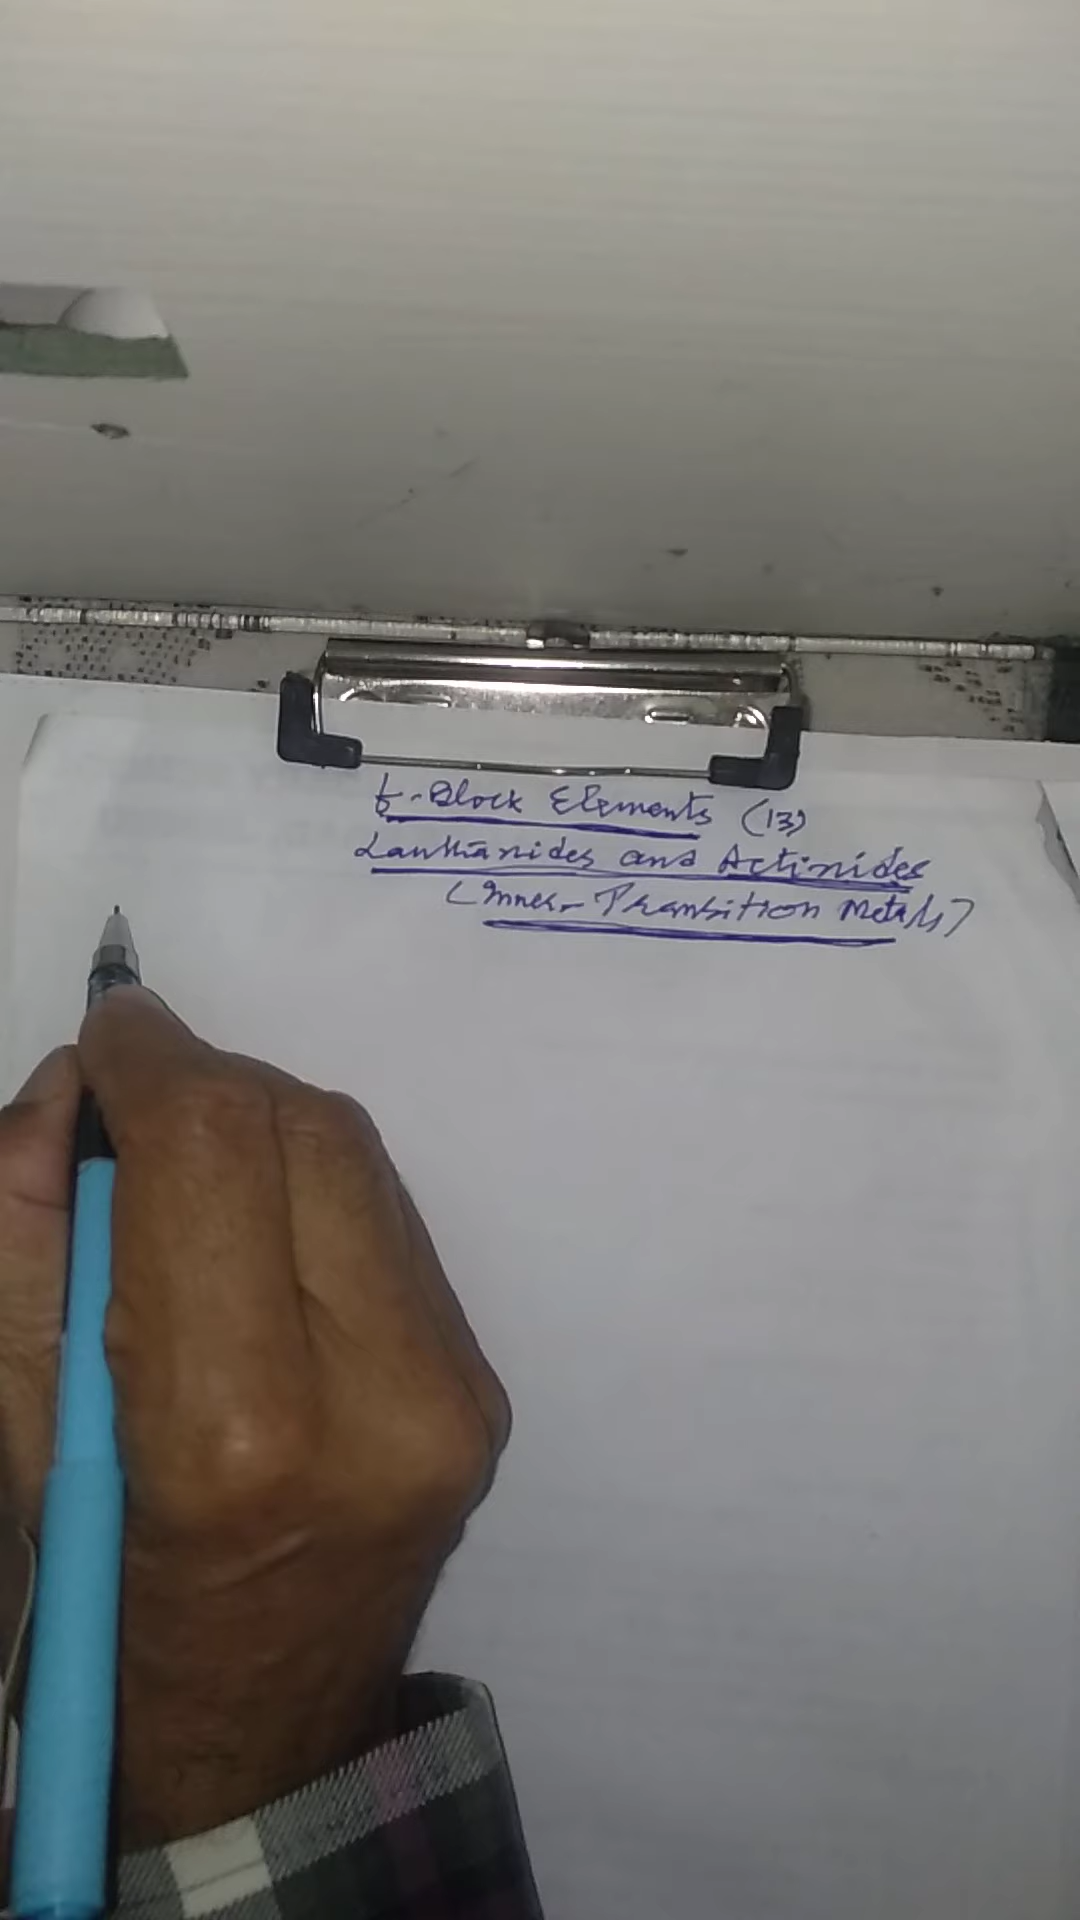 f-Block Elements (13)
Lanthanides and Actinides
(Inner-Transition Metals)